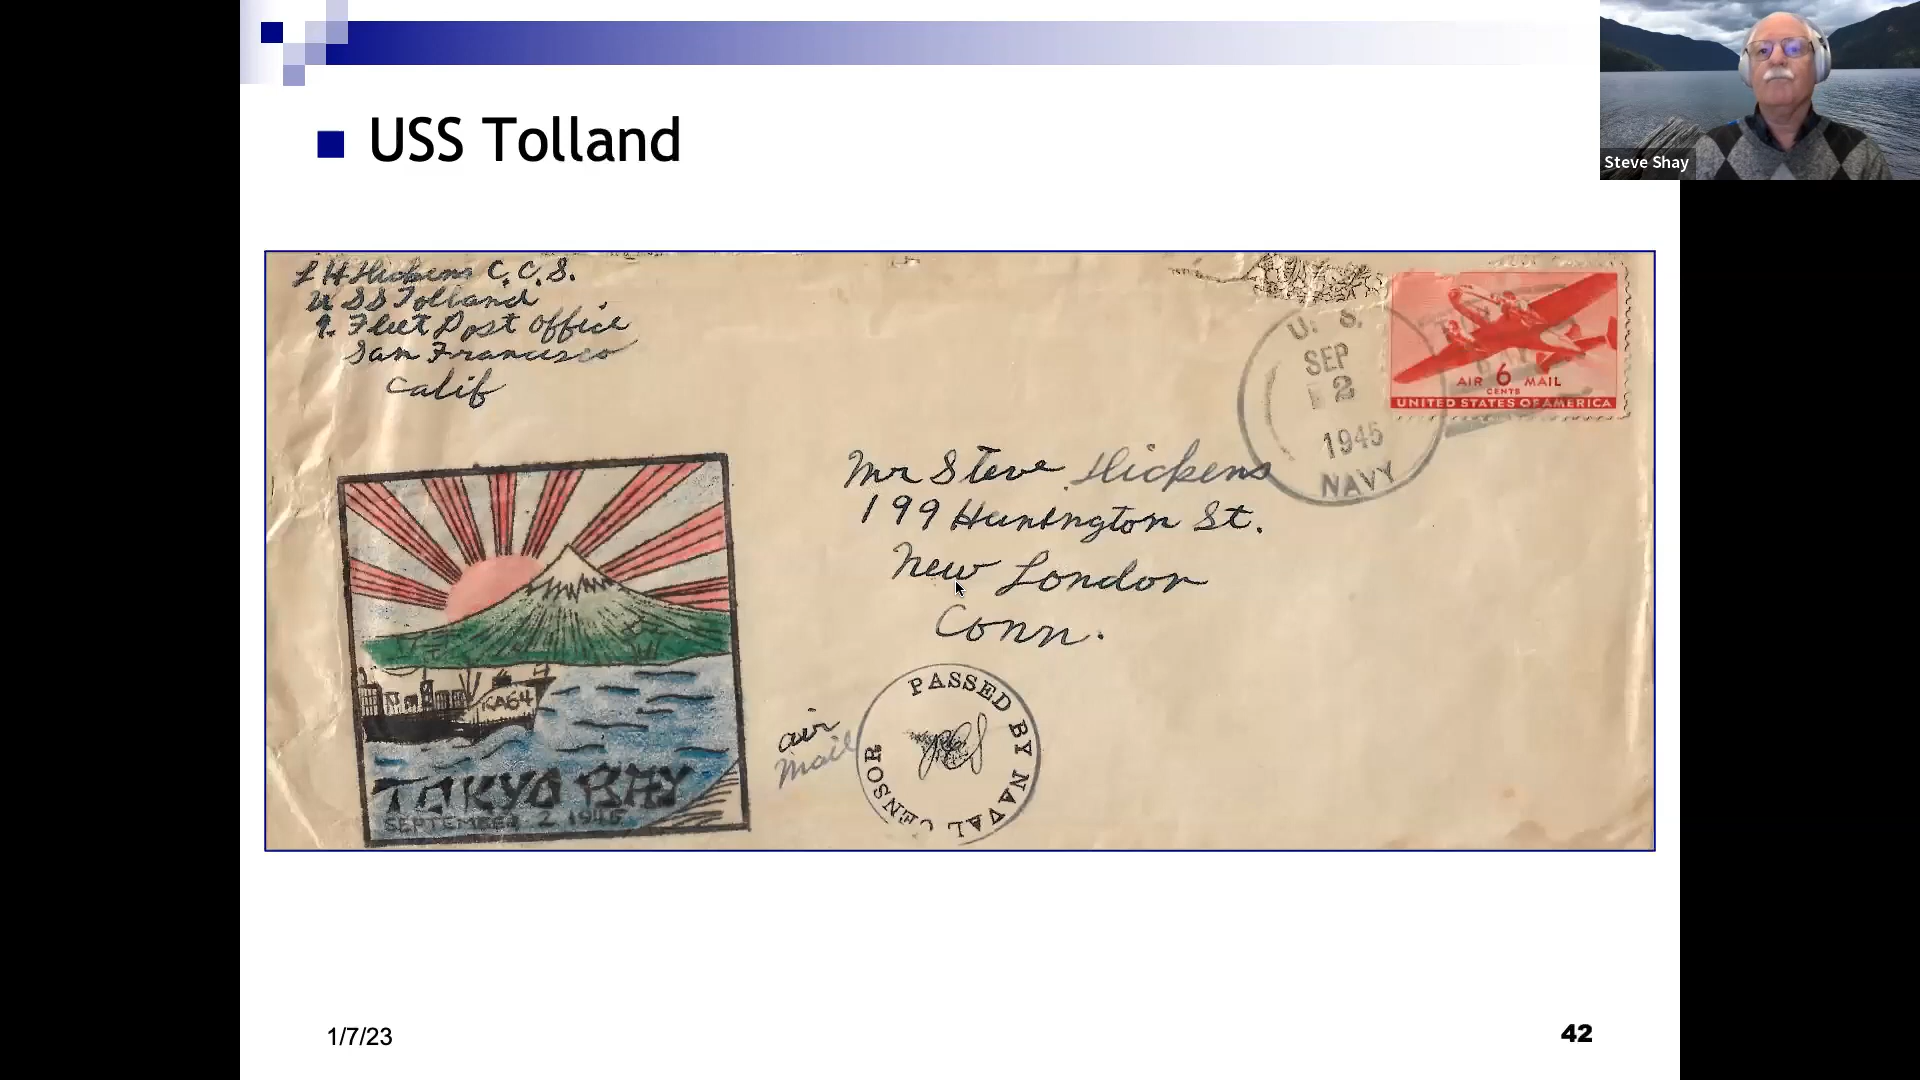 USS Tolland
Steve Shay
L H Hickens C.C.S.
USS Tolland
% Fleet Post Office
San Francisco
Calif
U. S.
SEP
2
1945
NAVY
AIR 6 MAIL
CENTS
UNITED STATES OF AMERICA
Mr Steve Hickens
199 Huntngton St.
New London
Conn.
KA64
TOKYO BAY
SEPTEMBER 2 1945
air
mail
PASSED BY NAVAL CENSOR
1/7/23
42